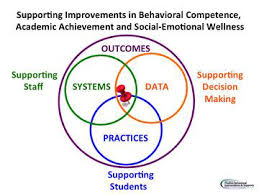 Supporting Improvements in Behavioral Competence,
Academic Achievement and Social-Emotional Wellness
OUTCOMES
Supporting
Staff
SYSTEMS
DATA
Supporting
Decision
Making
PRACTICES
Supporting
Students